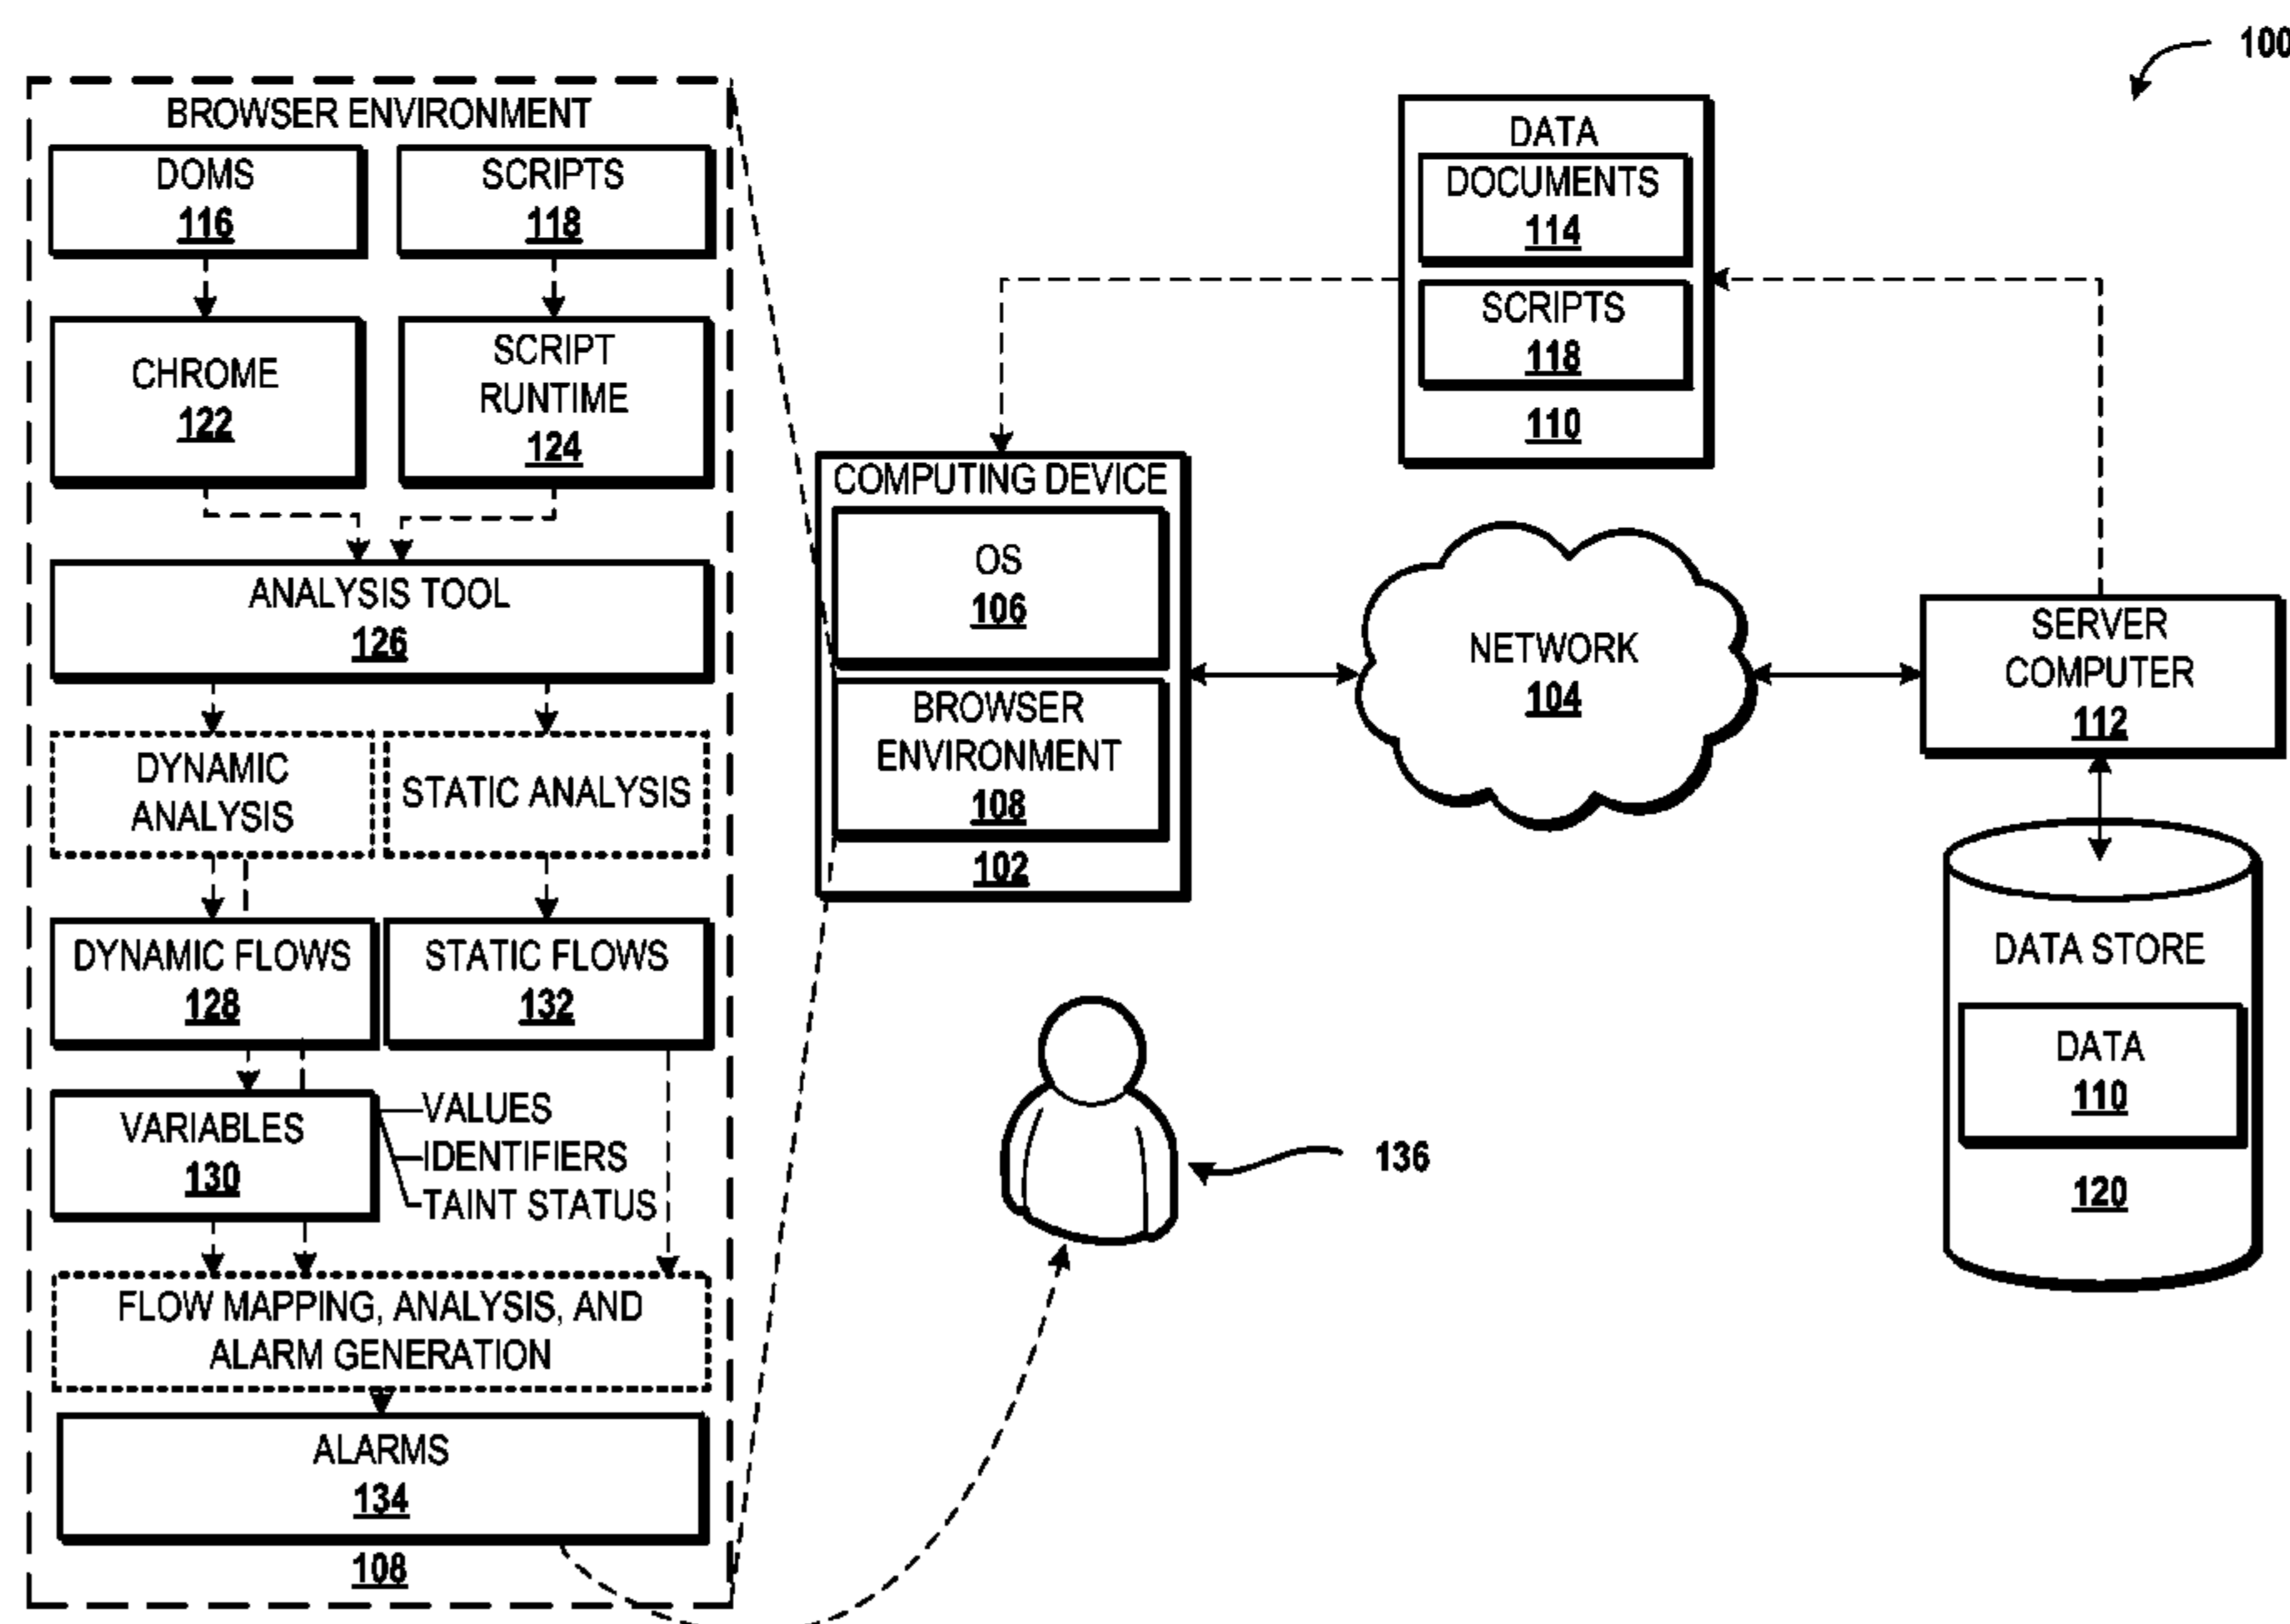 100
BROWSER ENVIRONMENT
DOMS
116
SCRIPTS
118
CHROME
122
SCRIPT
RUNTIME
124
ANALYSIS TOOL
126
DYNAMIC
ANALYSIS
STATIC ANALYSIS
DYNAMIC FLOWS
128
STATIC FLOWS
132
VARIABLES
130
VALUES
IDENTIFIERS
TAINT STATUS
FLOW MAPPING, ANALYSIS, AND
ALARM GENERATION
ALARMS
134
108
COMPUTING DEVICE
OS
106
BROWSER
ENVIRONMENT
108
102
DATA
DOCUMENTS
114
SCRIPTS
118
110
NETWORK
104
SERVER
COMPUTER
112
DATA STORE
DATA
110
120
136